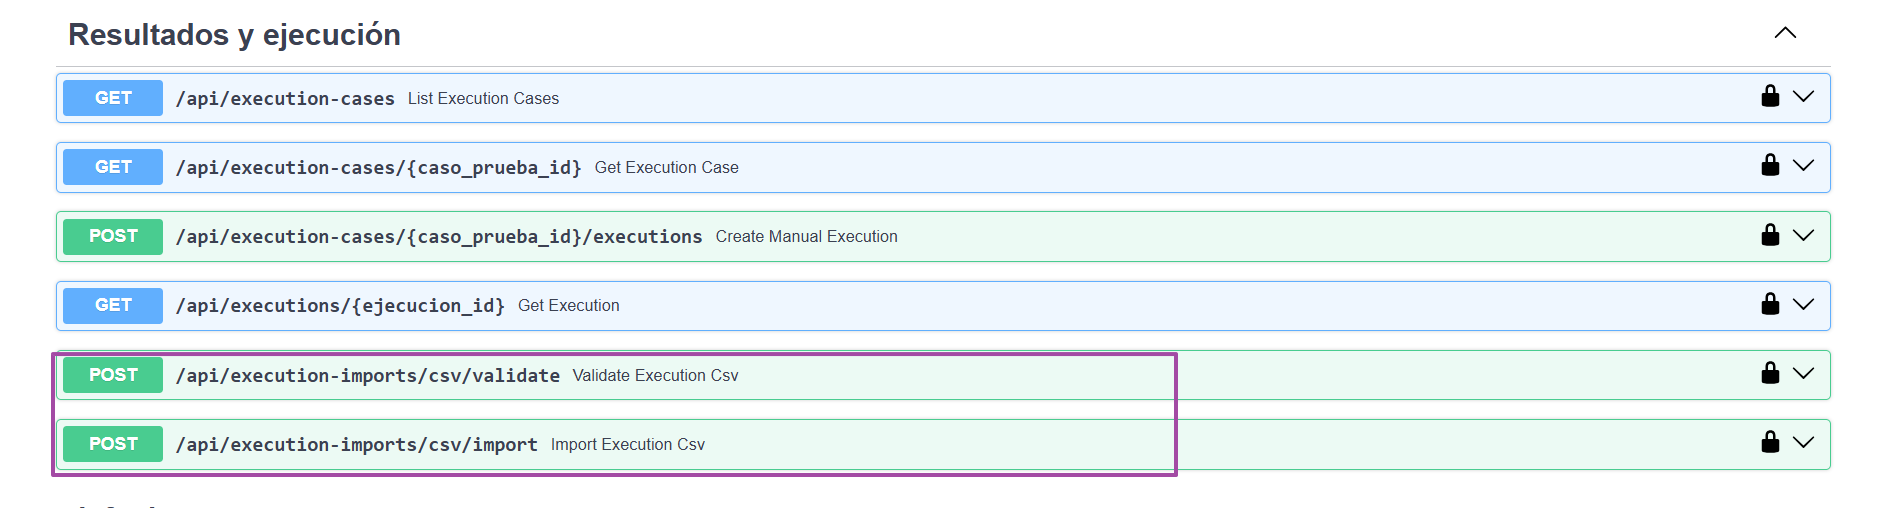 Resultados y ejecución
GET /api/execution-cases List Execution Cases
GET /api/execution-cases/{caso_prueba_id} Get Execution Case
POST /api/execution-cases/{caso_prueba_id}/executions Create Manual Execution
GET /api/executions/{ejecucion_id} Get Execution
POST /api/execution-imports/csv/validate Validate Execution Csv
POST /api/execution-imports/csv/import Import Execution Csv